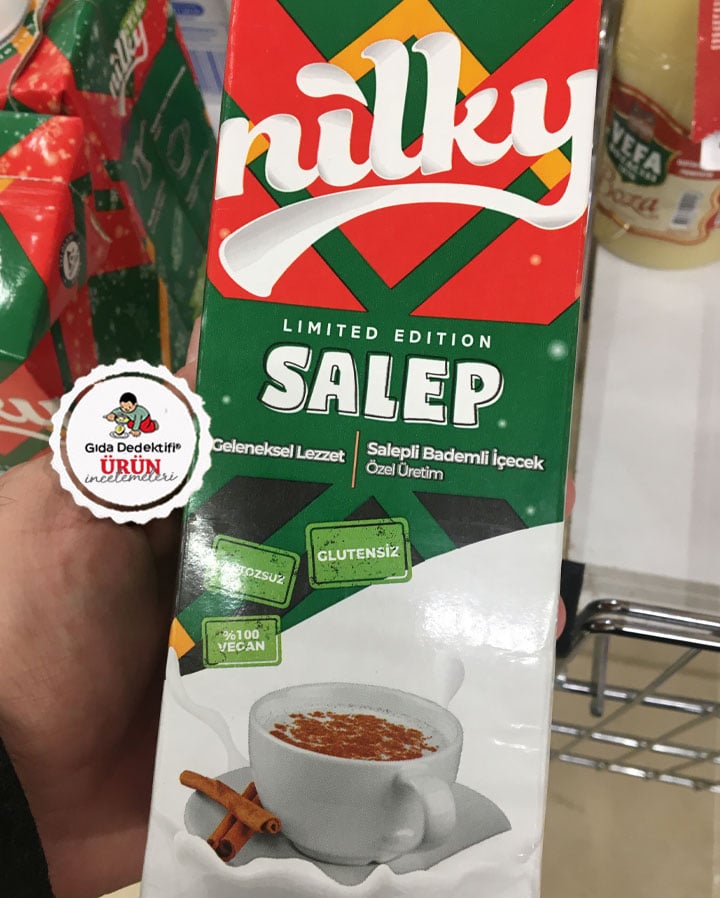 nilky
LIMITED EDITION
SALEP
Geleneksel Lezzet
Salepli Bademli İçecek
Özel Üretim
GLUTENSİZ
%100
VEGAN
Gıda Dedektifi®
ÜRÜN
incelemeleri
nilky
VEFA
Boza